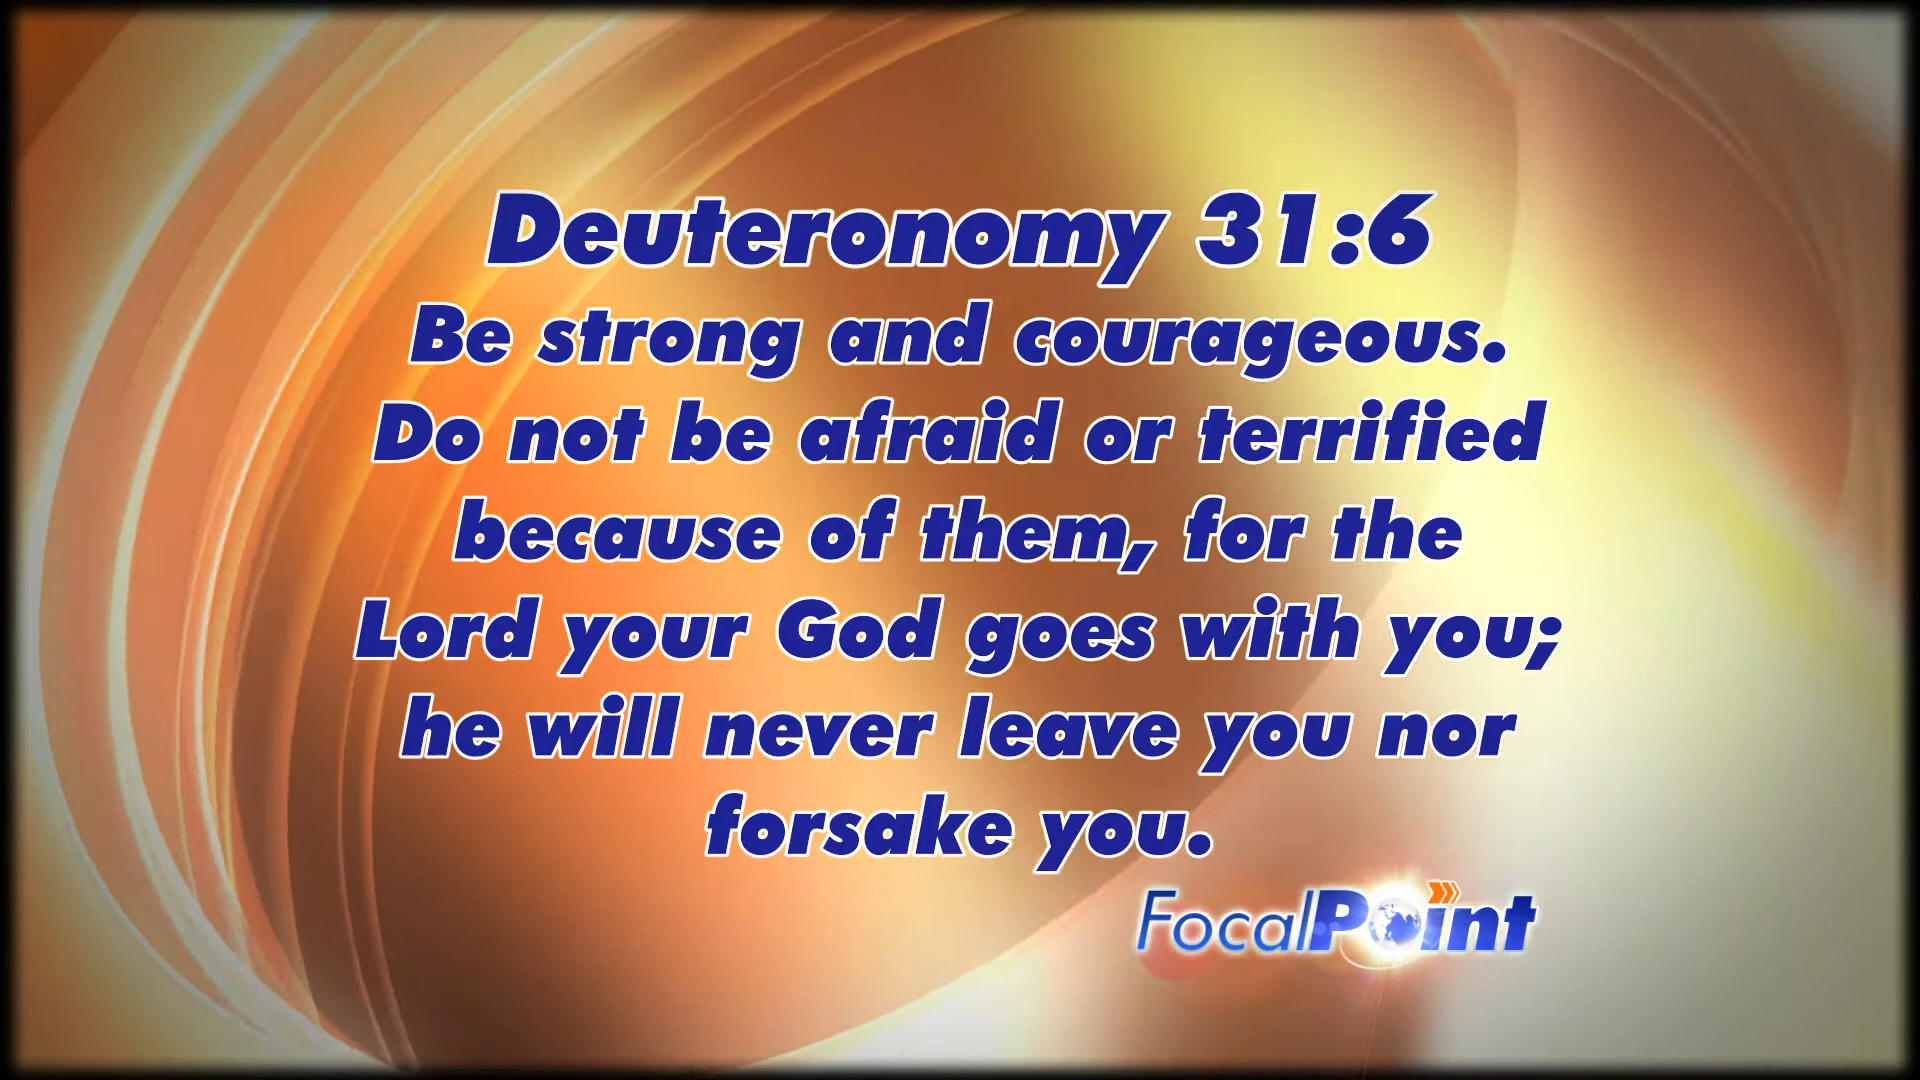 Deuteronomy 31:6
Be strong and courageous.
Do not be afraid or terrified
because of them, for the
Lord your God goes with you;
he will never leave you nor
forsake you.
FocalPoint